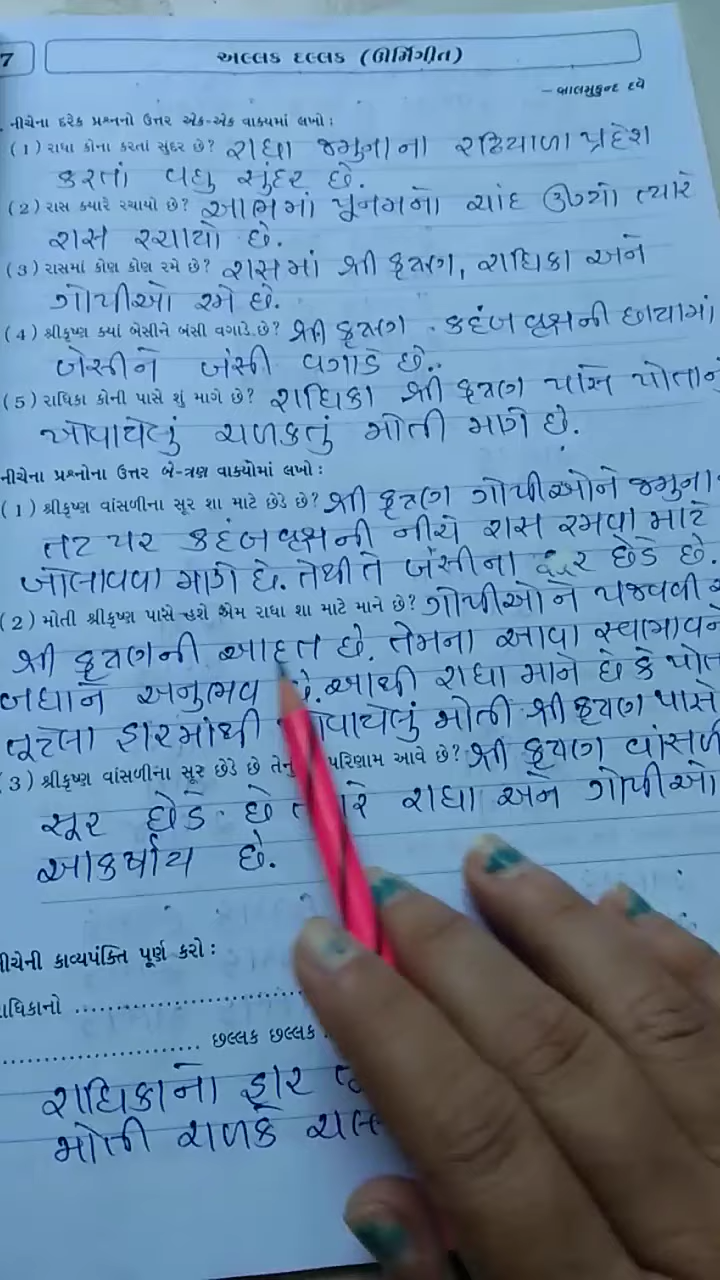 7
અલ્લક દલ્લક (ઊર્મિગીત)
– બાલમુકુન્દ દવે
નીચેના દરેક પ્રશ્નનો ઉત્તર એક-એક વાક્યમાં લખો :
(1) રાધા કોના કરતાં સુંદર છે? રાધા જમુનાના રઢિયાળા પ્રદેશ
કરતાં વધુ સુંદર છે.
(2) રાસ ક્યારે રચાયો છે? આભમાં પૂનમનો ચાંદ ઊગ્યો ત્યારે
રાસ રચાયો છે.
(3) રાસમાં કોણ કોણ રમે છે? રાસમાં શ્રી કૃષ્ણ, રાધિકા અને
ગોપીઓ રમે છે.
(4) શ્રીકૃષ્ણ ક્યાં બેસીને બંસી વગાડે છે? શ્રી કૃષ્ણ કદંબ વૃક્ષની છાયામાં
બેસીને બંસી વગાડે છે.
(5) રાધિકા કોની પાસે શું માગે છે? રાધિકા શ્રી કૃષ્ણ પાસે પોતાનું
ખોવાયેલું ચળકતું મોતી માગે છે.
નીચેના પ્રશ્નોના ઉત્તર બે-ત્રણ વાક્યોમાં લખો :
(1) શ્રીકૃષ્ણ વાંસળીના સૂર શા માટે છેડે છે? શ્રી કૃષ્ણ ગોપીઓને જમુના
તટ પર કદંબવૃક્ષની નીચે રાસ રમવા માટે
બોલાવવા માગે છે. તેથી તે બંસીના સૂર છેડે છે.
(2) મોતી શ્રીકૃષ્ણ પાસે હશે એમ રાધા શા માટે માને છે? ગોપીઓને પજવવી
શ્રી કૃષ્ણની આદત છે. તેમના આવા સ્વભાવનો
બધાને અનુભવ છે. આથી રાધા માને છે કે
તૂટેલા હારમાંથી ખોવાયેલું મોતી શ્રી કૃષ્ણ પાસે
3) શ્રીકૃષ્ણ વાંસળીના સૂર છેડે છે તેનું પરિણામ આવે છે? શ્રી કૃષ્ણ
સૂર છેડે છે ત્યારે રાધા અને ગોપીઓ
આકર્ષાય છે.
નીચેની કાવ્યપંક્તિ પૂર્ણ કરો :
રાધિકાનો ..............................
.......................... છલ્લક છલ્લક
રાધિકાનો હાર
મોતી ચળકે